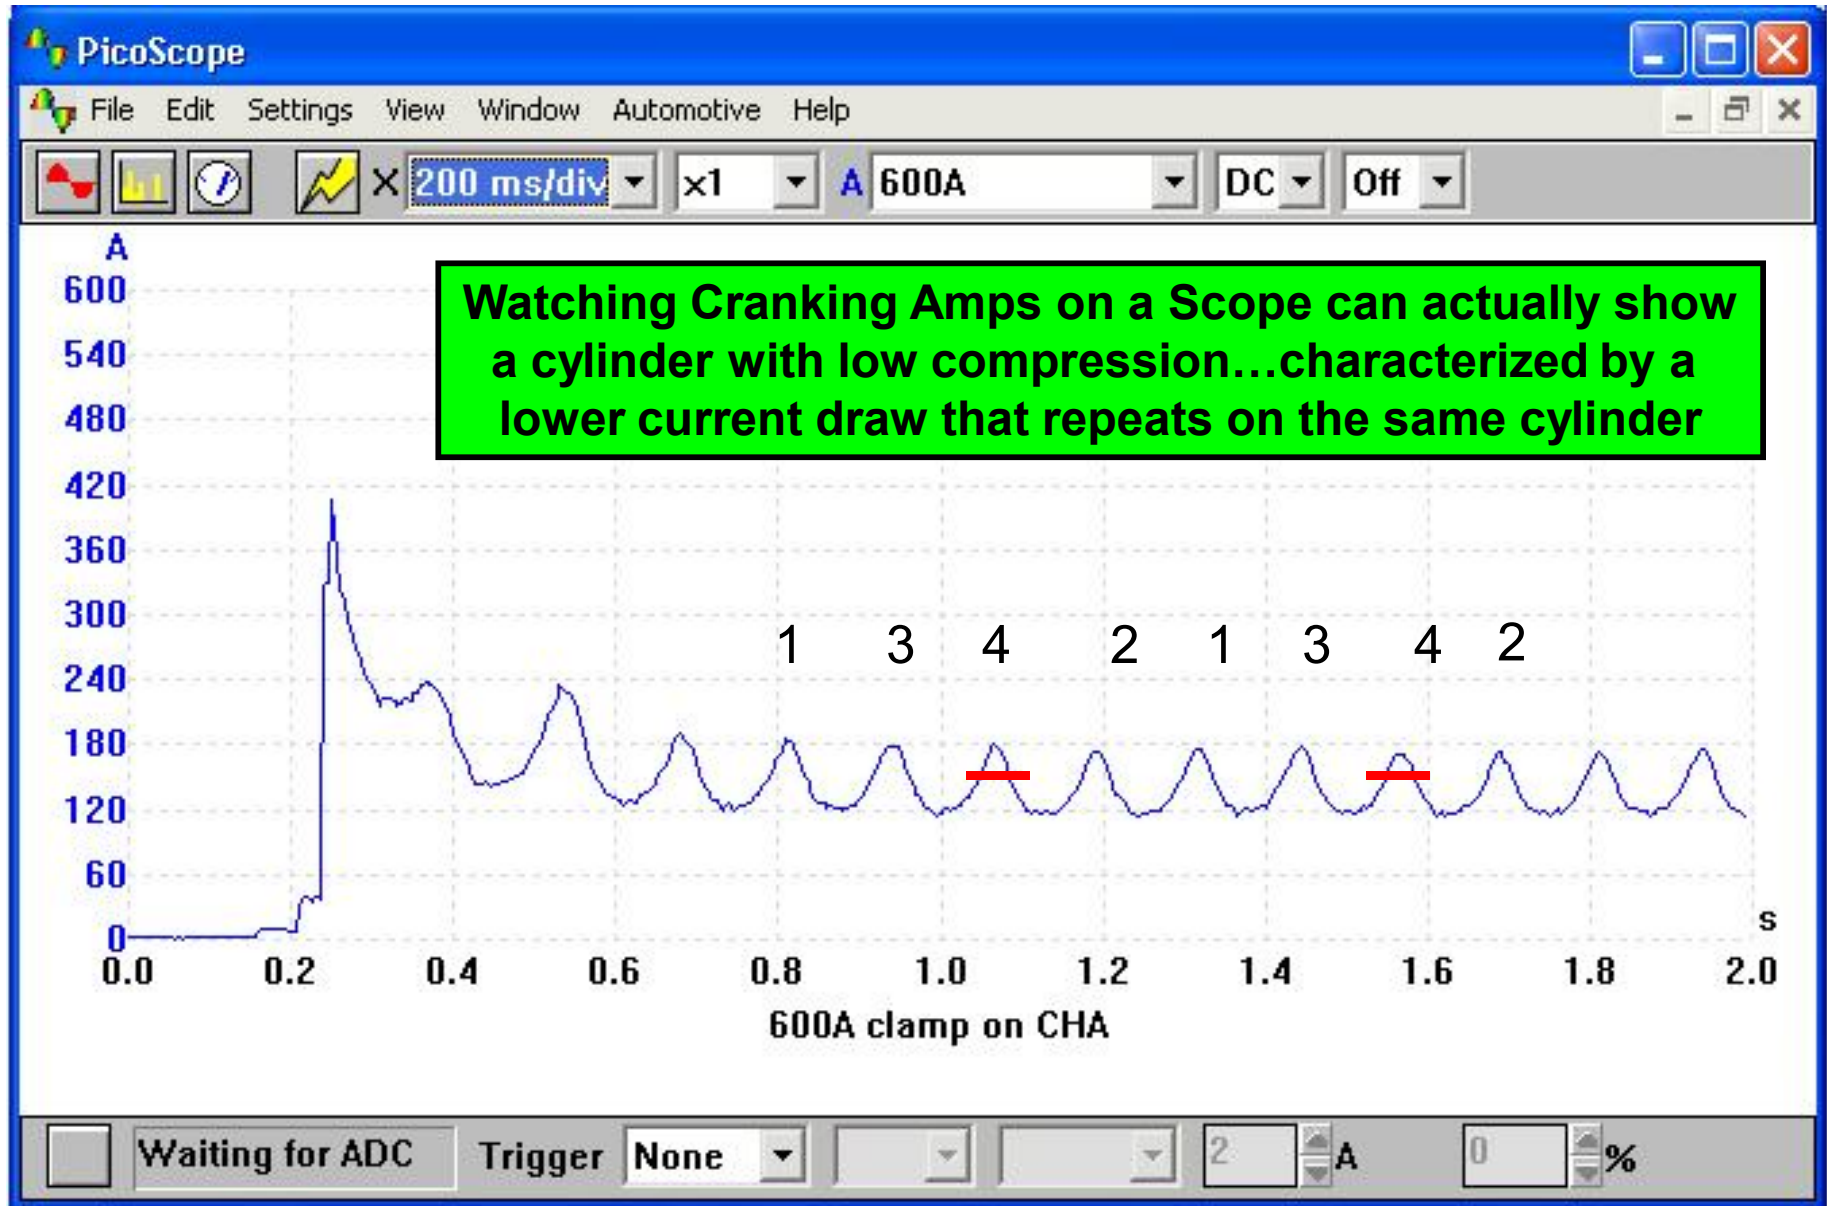 PicoScope
File Edit Settings View Window Automotive Help
X 200 ms/div x1 A 600A DC Off
A
600
540
480
420
360
300
240
180
120
60
0
Watching Cranking Amps on a Scope can actually show
a cylinder with low compression…characterized by a
lower current draw that repeats on the same cylinder
1 3 4 2 1 3 4 2
s
0.0 0.2 0.4 0.6 0.8 1.0 1.2 1.4 1.6 1.8 2.0
600A clamp on CHA
Waiting for ADC Trigger None 2 A 0 %